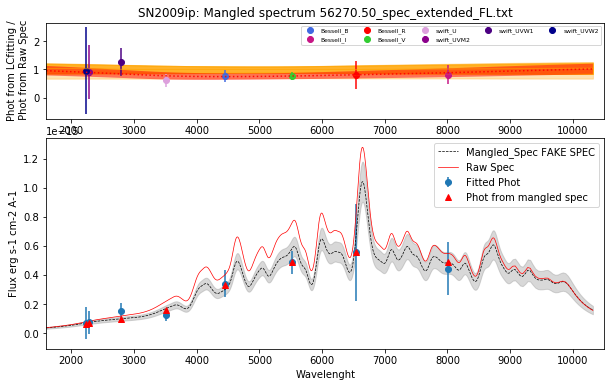 SN2009ip: Mangled spectrum 56270.50_spec_extended_FL.txt
Phot from LCfitting /
Phot from Raw Spec
2
1
0
Bessell_B
Bessell_I
Bessell_R
Bessell_V
swift_U
swift_UVM2
swift_UVW1
swift_UVW2
2000 3000 4000 5000 6000 7000 8000 9000 10000
1e−15
Flux erg s-1 cm-2 A-1
1.2
1.0
0.8
0.6
0.4
0.2
0.0
Mangled_Spec FAKE SPEC
Raw Spec
Fitted Phot
Phot from mangled spec
2000 3000 4000 5000 6000 7000 8000 9000 10000
Wavelenght